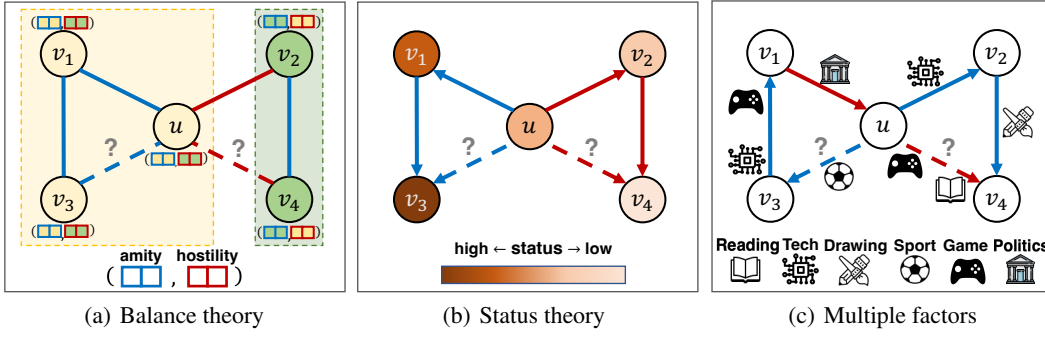 ( , )
v1
( , )
v2
u
?
?
( , )
v3
v4
( , )
( , )
amity hostility
( , )
(a) Balance theory
v1
v2
u
?
?
v3
v4
high ← status → low
(b) Status theory
v1
v2
u
?
?
v3
v4
Reading Tech Drawing Sport Game Politics
(c) Multiple factors